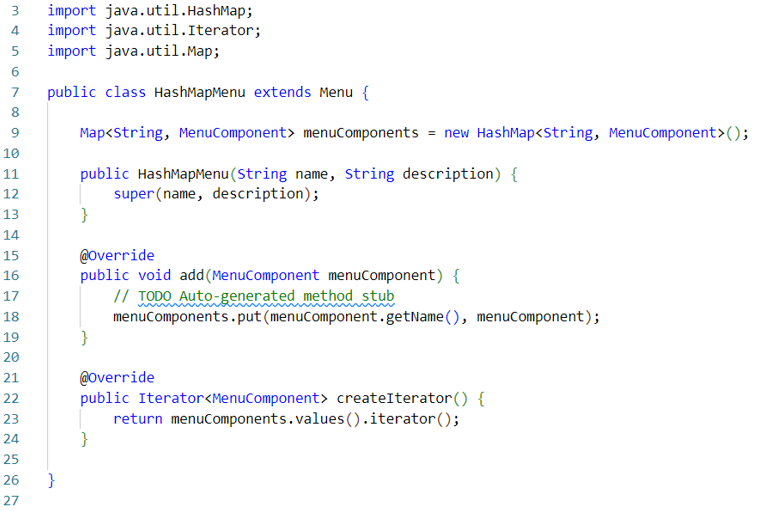 3 import java.util.HashMap;
4 import java.util.Iterator;
5 import java.util.Map;
6
7 public class HashMapMenu extends Menu {
8
9 Map<String, MenuComponent> menuComponents = new HashMap<String, MenuComponent>();
10
11 public HashMapMenu(String name, String description) {
12 super(name, description);
13 }
14
15 @Override
16 public void add(MenuComponent menuComponent) {
17 // TODO Auto-generated method stub
18 menuComponents.put(menuComponent.getName(), menuComponent);
19 }
20
21 @Override
22 public Iterator<MenuComponent> createIterator() {
23 return menuComponents.values().iterator();
24 }
25
26 }
27